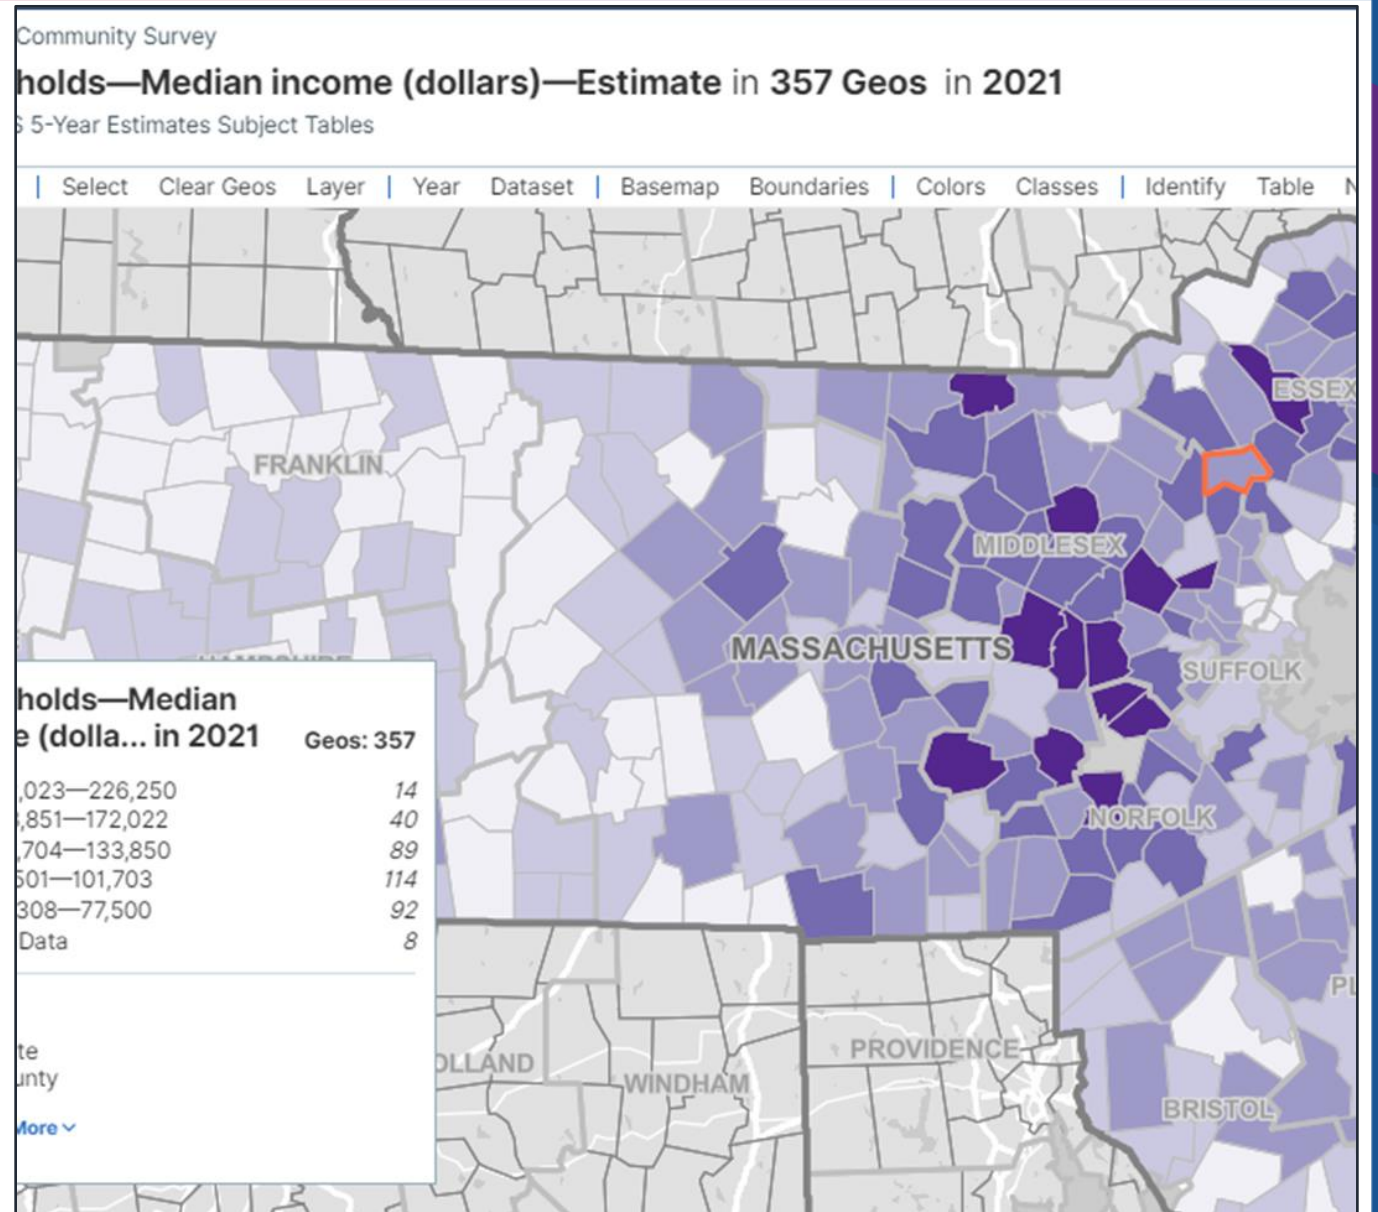 Community Survey
holds—Median income (dollars)—Estimate in 357 Geos in 2021
S 5-Year Estimates Subject Tables
| Select Clear Geos Layer | Year Dataset | Basemap Boundaries | Colors Classes | Identify Table N
ESSEX
FRANKLIN
MIDDLESEX
MASSACHUSETTS
HAMPSHIRE
SUFFOLK
holds—Median
e (dolla... in 2021 Geos: 357
,023—226,250 14
,851—172,022 40
,704—133,850 89
501—101,703 114
308—77,500 92
Data 8
NORFOLK
PL
te
unty
PROVIDENCE
OLLAND
WINDHAM
BRISTOL
More